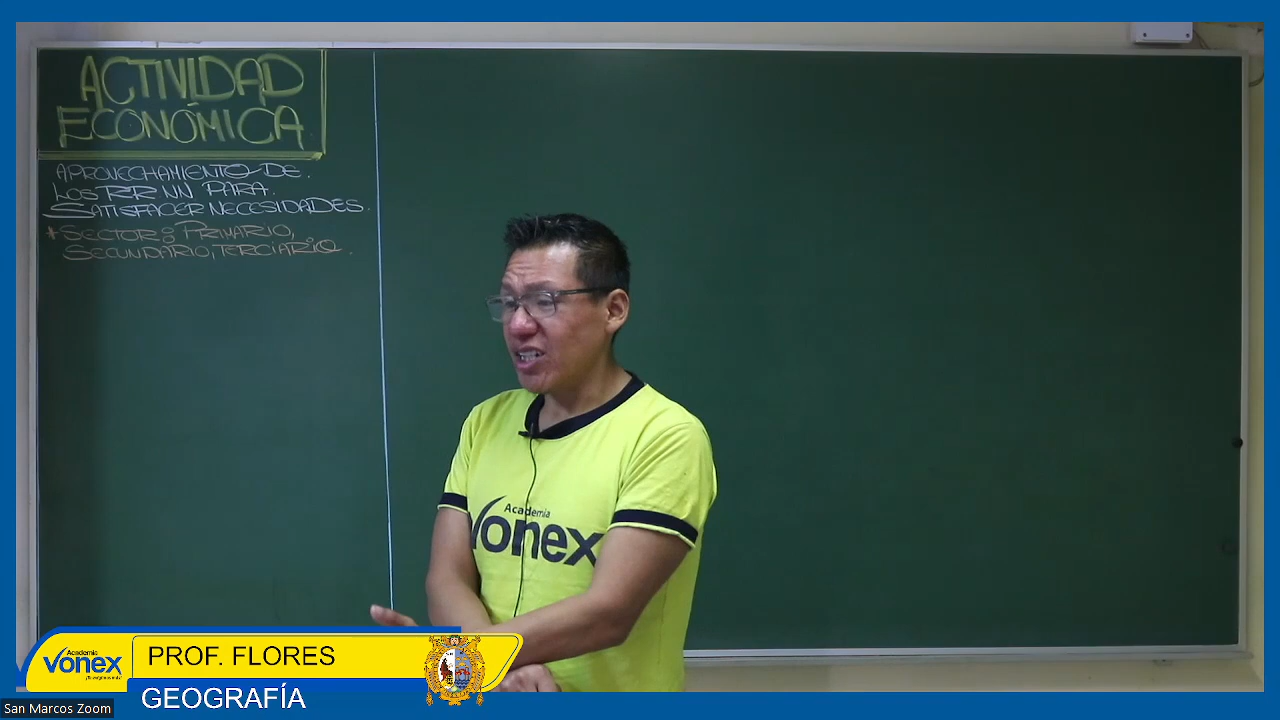 ACTIVIDAD
ECONÓMICA
APROVECHAMIENTO DE.
LOS RR NN PARA.
SATISFACER NECESIDADES.
*SECTOR: PRIMARIO,
SECUNDARIO, TERCIARIO.
Academia
Vonex
Academia
vonex
PROF. FLORES
GEOGRAFÍA
San Marcos Zoom